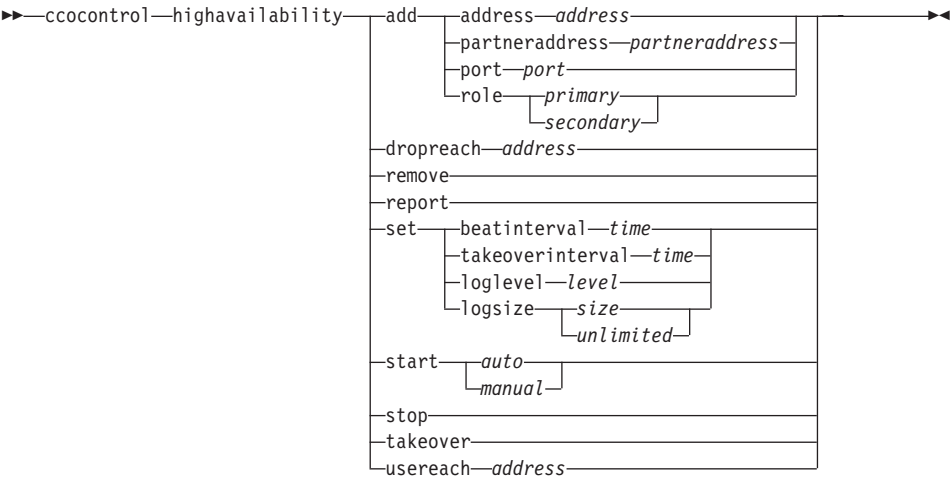 ccocontrol highavailability add address address
partneraddress partneraddress
port port
role primary
secondary
dropreach address
remove
report
set beatinterval time
takeoverinterval time
loglevel level
logsize size
unlimited
start auto
manual
stop
takeover
usereach address